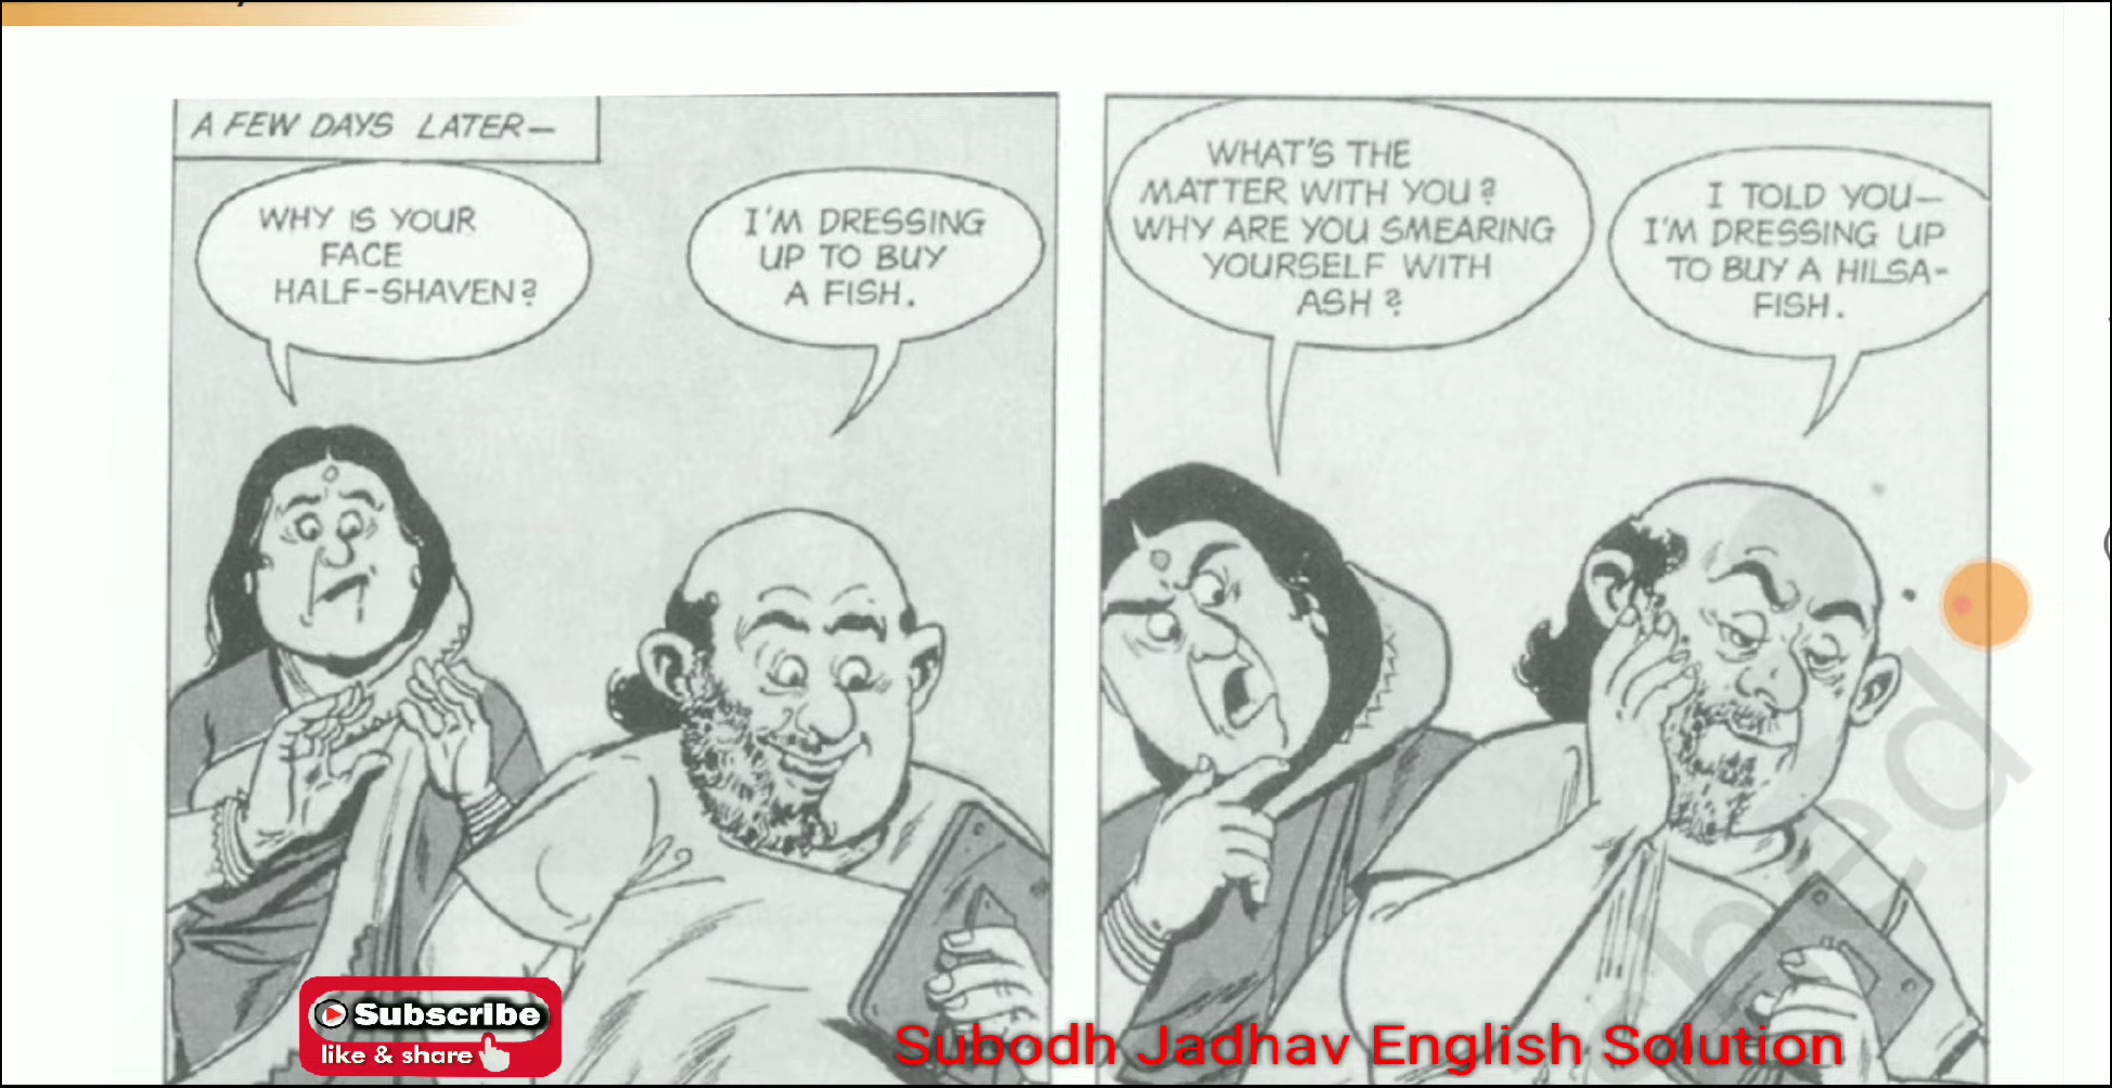 A FEW DAYS LATER—
WHY IS YOUR
FACE
HALF-SHAVEN?
I'M DRESSING
UP TO BUY
A FISH.
WHAT'S THE
MATTER WITH YOU?
WHY ARE YOU SMEARING
YOURSELF WITH
ASH?
I TOLD YOU—
I'M DRESSING UP
TO BUY A HILSA-
FISH.
Subscribe
like & share
Subodh Jadhav English Solution